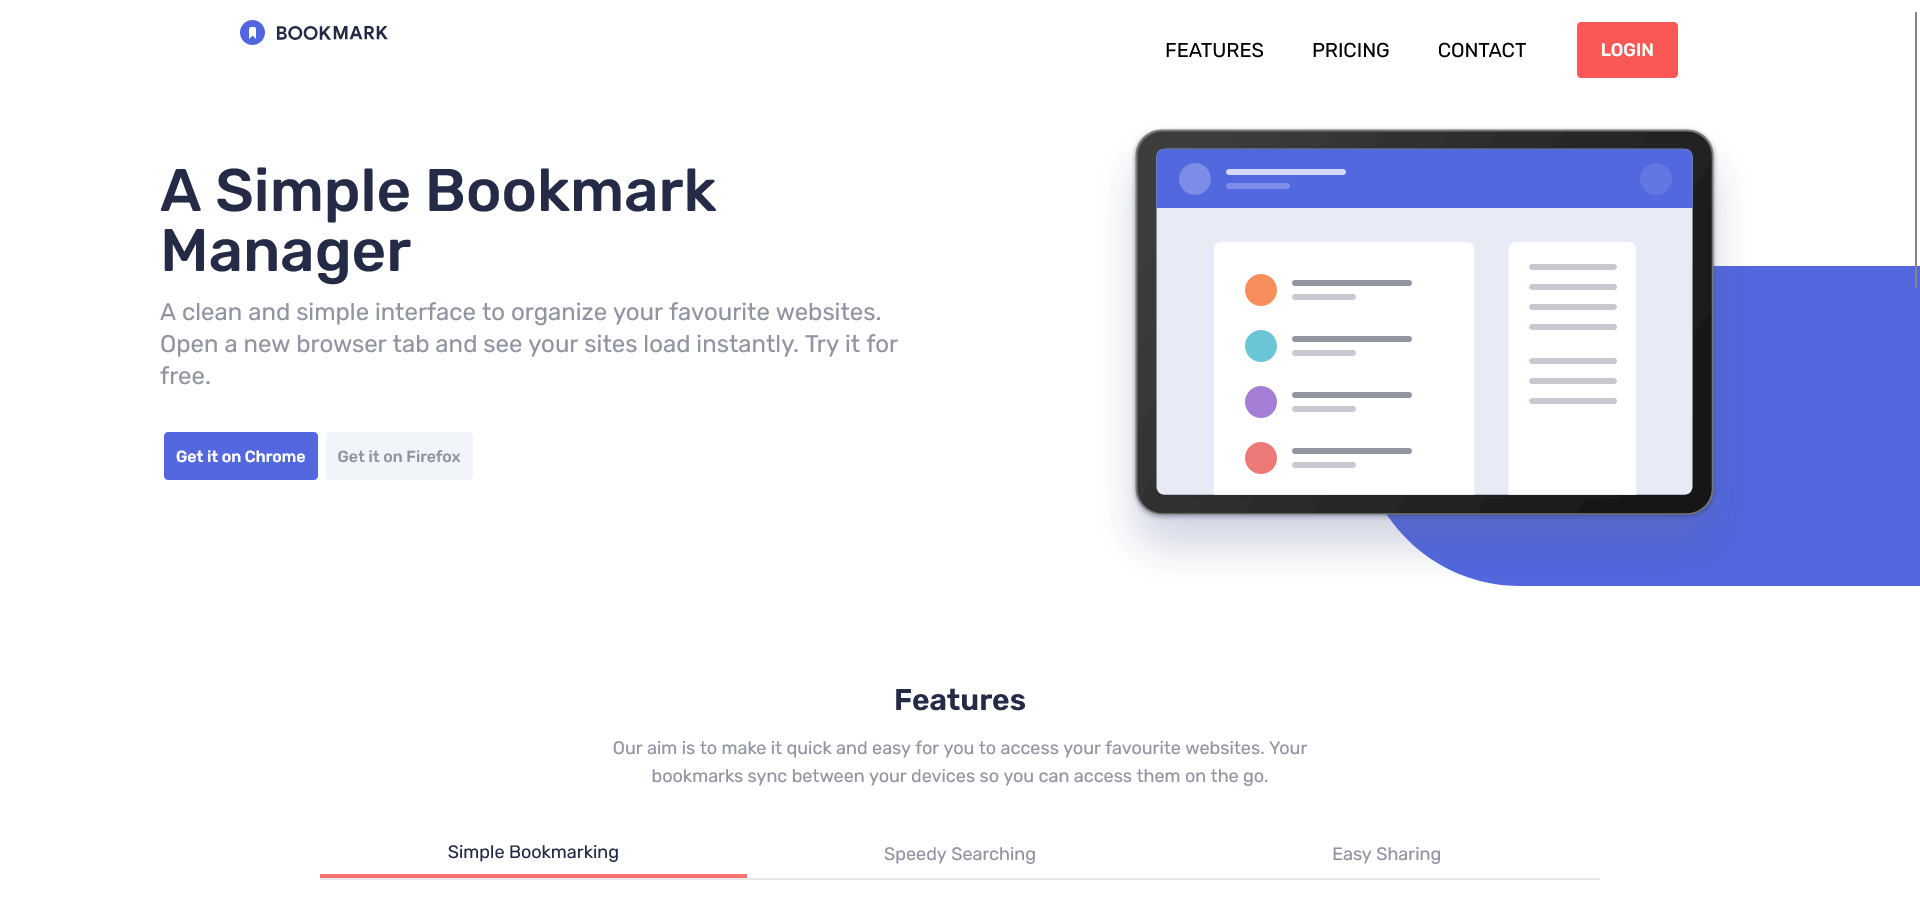 BOOKMARK
FEATURES
PRICING
CONTACT
LOGIN
A Simple Bookmark
Manager
A clean and simple interface to organize your favourite websites.
Open a new browser tab and see your sites load instantly. Try it for
free.
Get it on Chrome
Get it on Firefox
Features
Our aim is to make it quick and easy for you to access your favourite websites. Your
bookmarks sync between your devices so you can access them on the go.
Simple Bookmarking
Speedy Searching
Easy Sharing